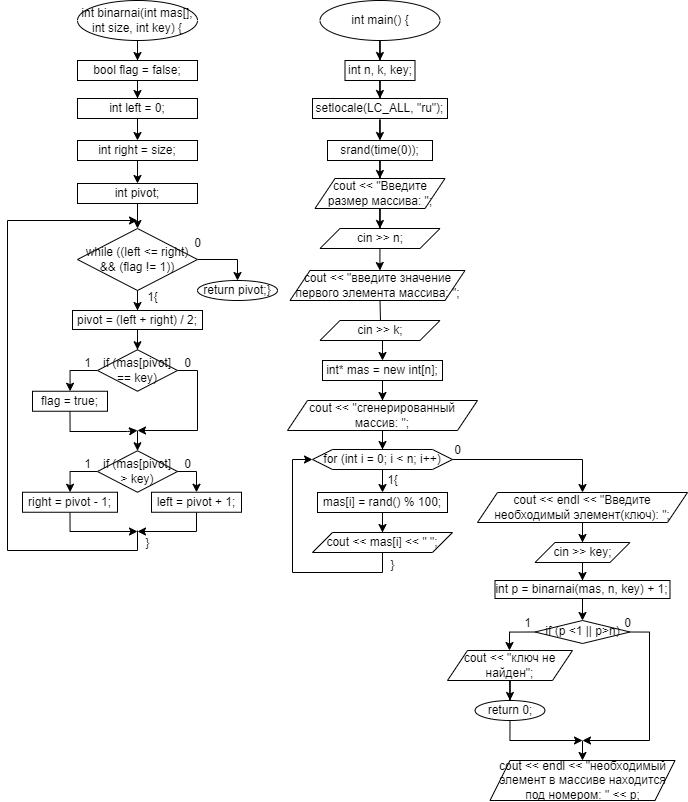 int binarnai(int mas[],
int size, int key) {
bool flag = false;
int left = 0;
int right = size;
int pivot;
while ((left <= right)
&& (flag != 1))
0
return pivot;}
1{
pivot = (left + right) / 2;
1
if (mas[pivot]
== key)
0
flag = true;
1
if (mas[pivot]
> key)
0
right = pivot - 1;
left = pivot + 1;
}
int main() {
int n, k, key;
setlocale(LC_ALL, "ru");
srand(time(0));
cout << "Введите
размер массива: ";
cin >> n;
cout << "введите значение
первого элемента массива: ";
cin >> k;
int* mas = new int[n];
cout << "сгенерированный
массив: ";
for (int i = 0; i < n; i++)
0
1{
mas[i] = rand() % 100;
cout << mas[i] << " ";
}
cout << endl << "Введите
необходимый элемент(ключ): ";
cin >> key;
int p = binarnai(mas, n, key) + 1;
1
if (p <1 || p>n)
0
cout << "ключ не
найден";
return 0;
cout << endl << "необходимый
элемент в массиве находится
под номером: " << p;